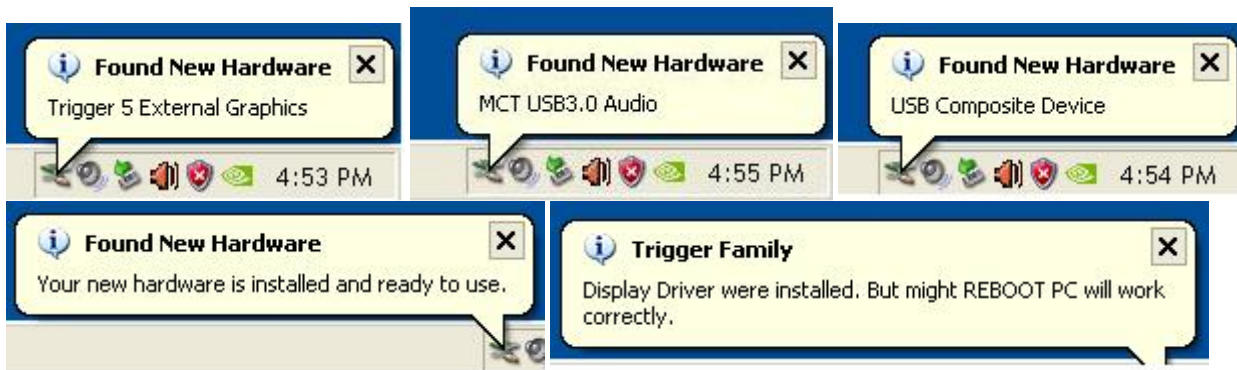 Found New Hardware
Trigger 5 External Graphics
4:53 PM
Found New Hardware
MCT USB3.0 Audio
4:55 PM
Found New Hardware
USB Composite Device
4:54 PM
Found New Hardware
Your new hardware is installed and ready to use.
Trigger Family
Display Driver were installed. But might REBOOT PC will work
correctly.